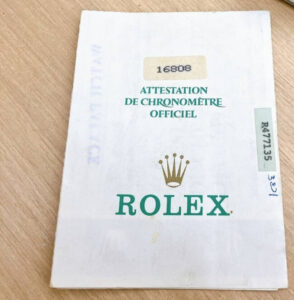 16808
ATTESTATION
DE CHRONOMÈTRE
OFFICIEL
R477135
ROLEX